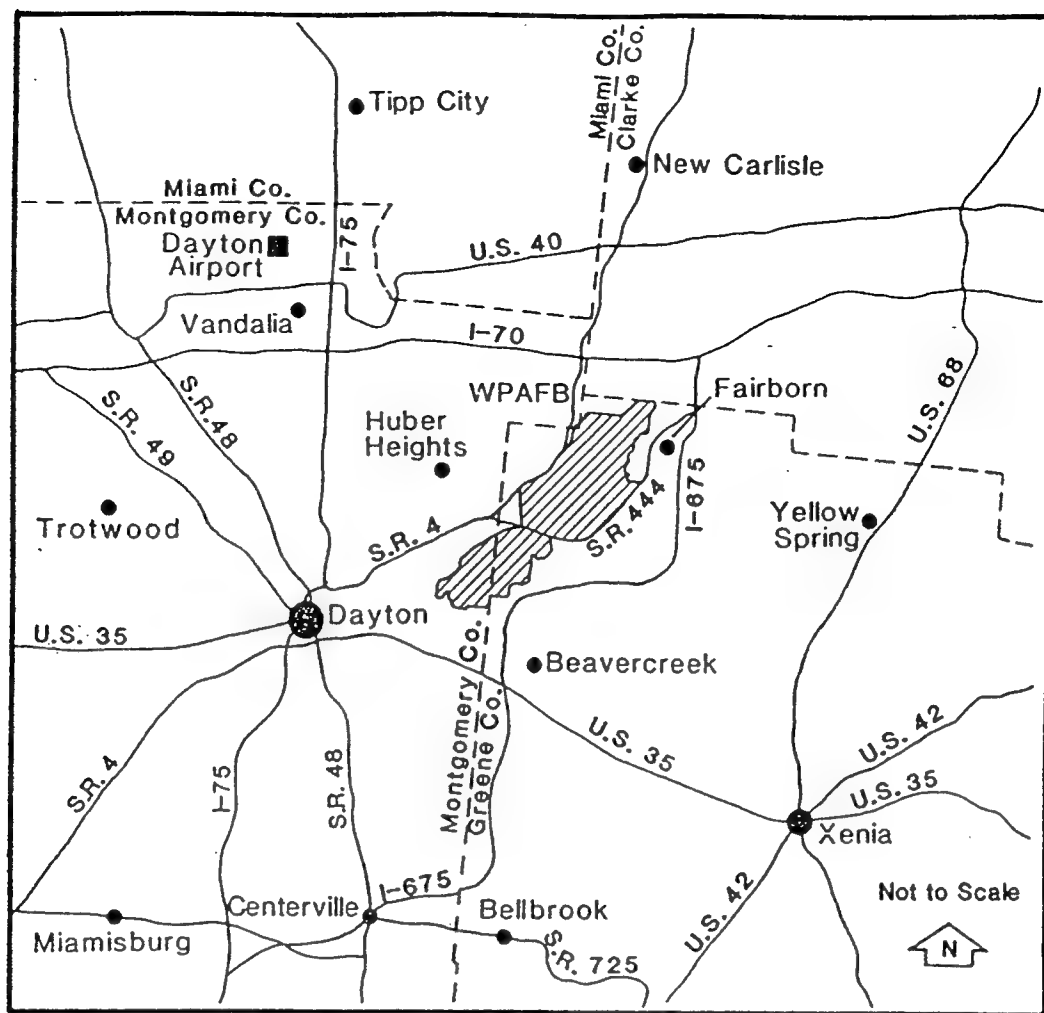 Tipp City
Miami Co.
Clarke Co.
New Carlisle
Miami Co.
Montgomery Co.
Dayton
Airport
I-75
U.S. 40
Vandalia
I-70
S.R. 48
S.R. 49
WPAFB
Fairborn
U.S. 68
Huber
Heights
I-675
S.R. 444
Trotwood
S.R. 4
Yellow
Spring
Dayton
U.S. 35
Beavercreek
Montgomery Co.
Greene Co.
U.S. 35
U.S. 42
S.R. 4
I-75
S.R. 48
U.S. 35
Xenia
I-675
Not to Scale
Centerville
Bellbrook
U.S. 42
Miamisburg
S.R. 725
N